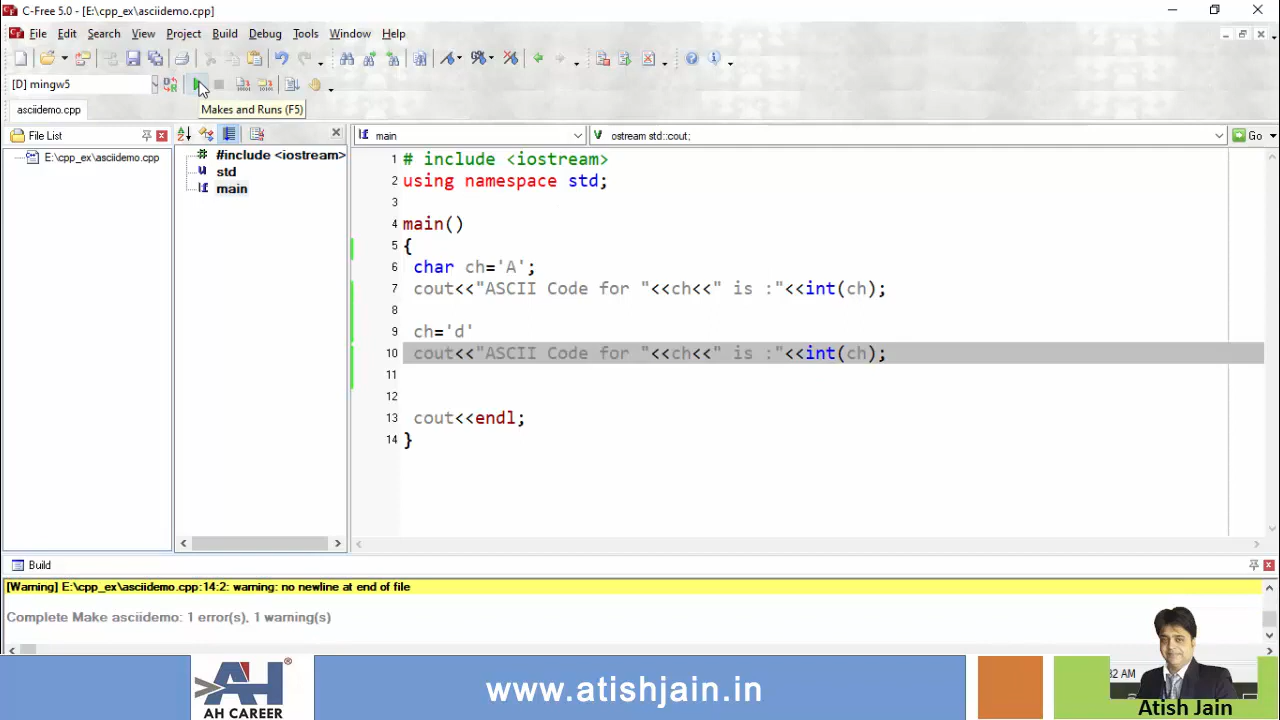 C-Free 5.0 - [E:\cpp_ex\asciidemo.cpp]
File Edit Search View Project Build Debug Tools Window Help
[D] mingw5
Makes and Runs (F5)
asciidemo.cpp
File List
main
ostream std::cout;
Go
E:\cpp_ex\asciidemo.cpp
#include <iostream>
std
main
1 # include <iostream>
2 using namespace std;
3
4 main()
5 {
6 char ch='A';
7 cout<<"ASCII Code for "<<ch<<" is :"<<int(ch);
8
9 ch='d'
10 cout<<"ASCII Code for "<<ch<<" is :"<<int(ch);
11
12
13 cout<<endl;
14 }
Build
[Warning] E:\cpp_ex\asciidemo.cpp:14:2: warning: no newline at end of file
Complete Make asciidemo: 1 error(s), 1 warning(s)
AH
AH CAREER
www.atishjain.in
32 AM
Atish Jain